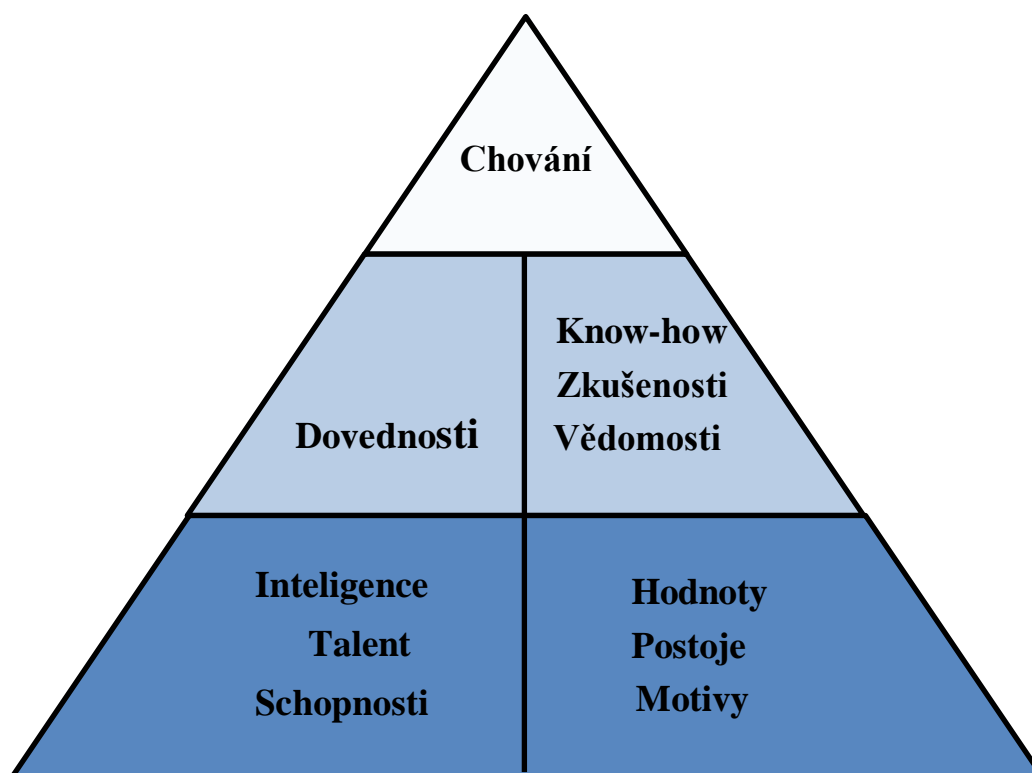 Chování
Dovednosti
Know-how
Zkušenosti
Vědomosti
Inteligence
Talent
Schopnosti
Hodnoty
Postoje
Motivy